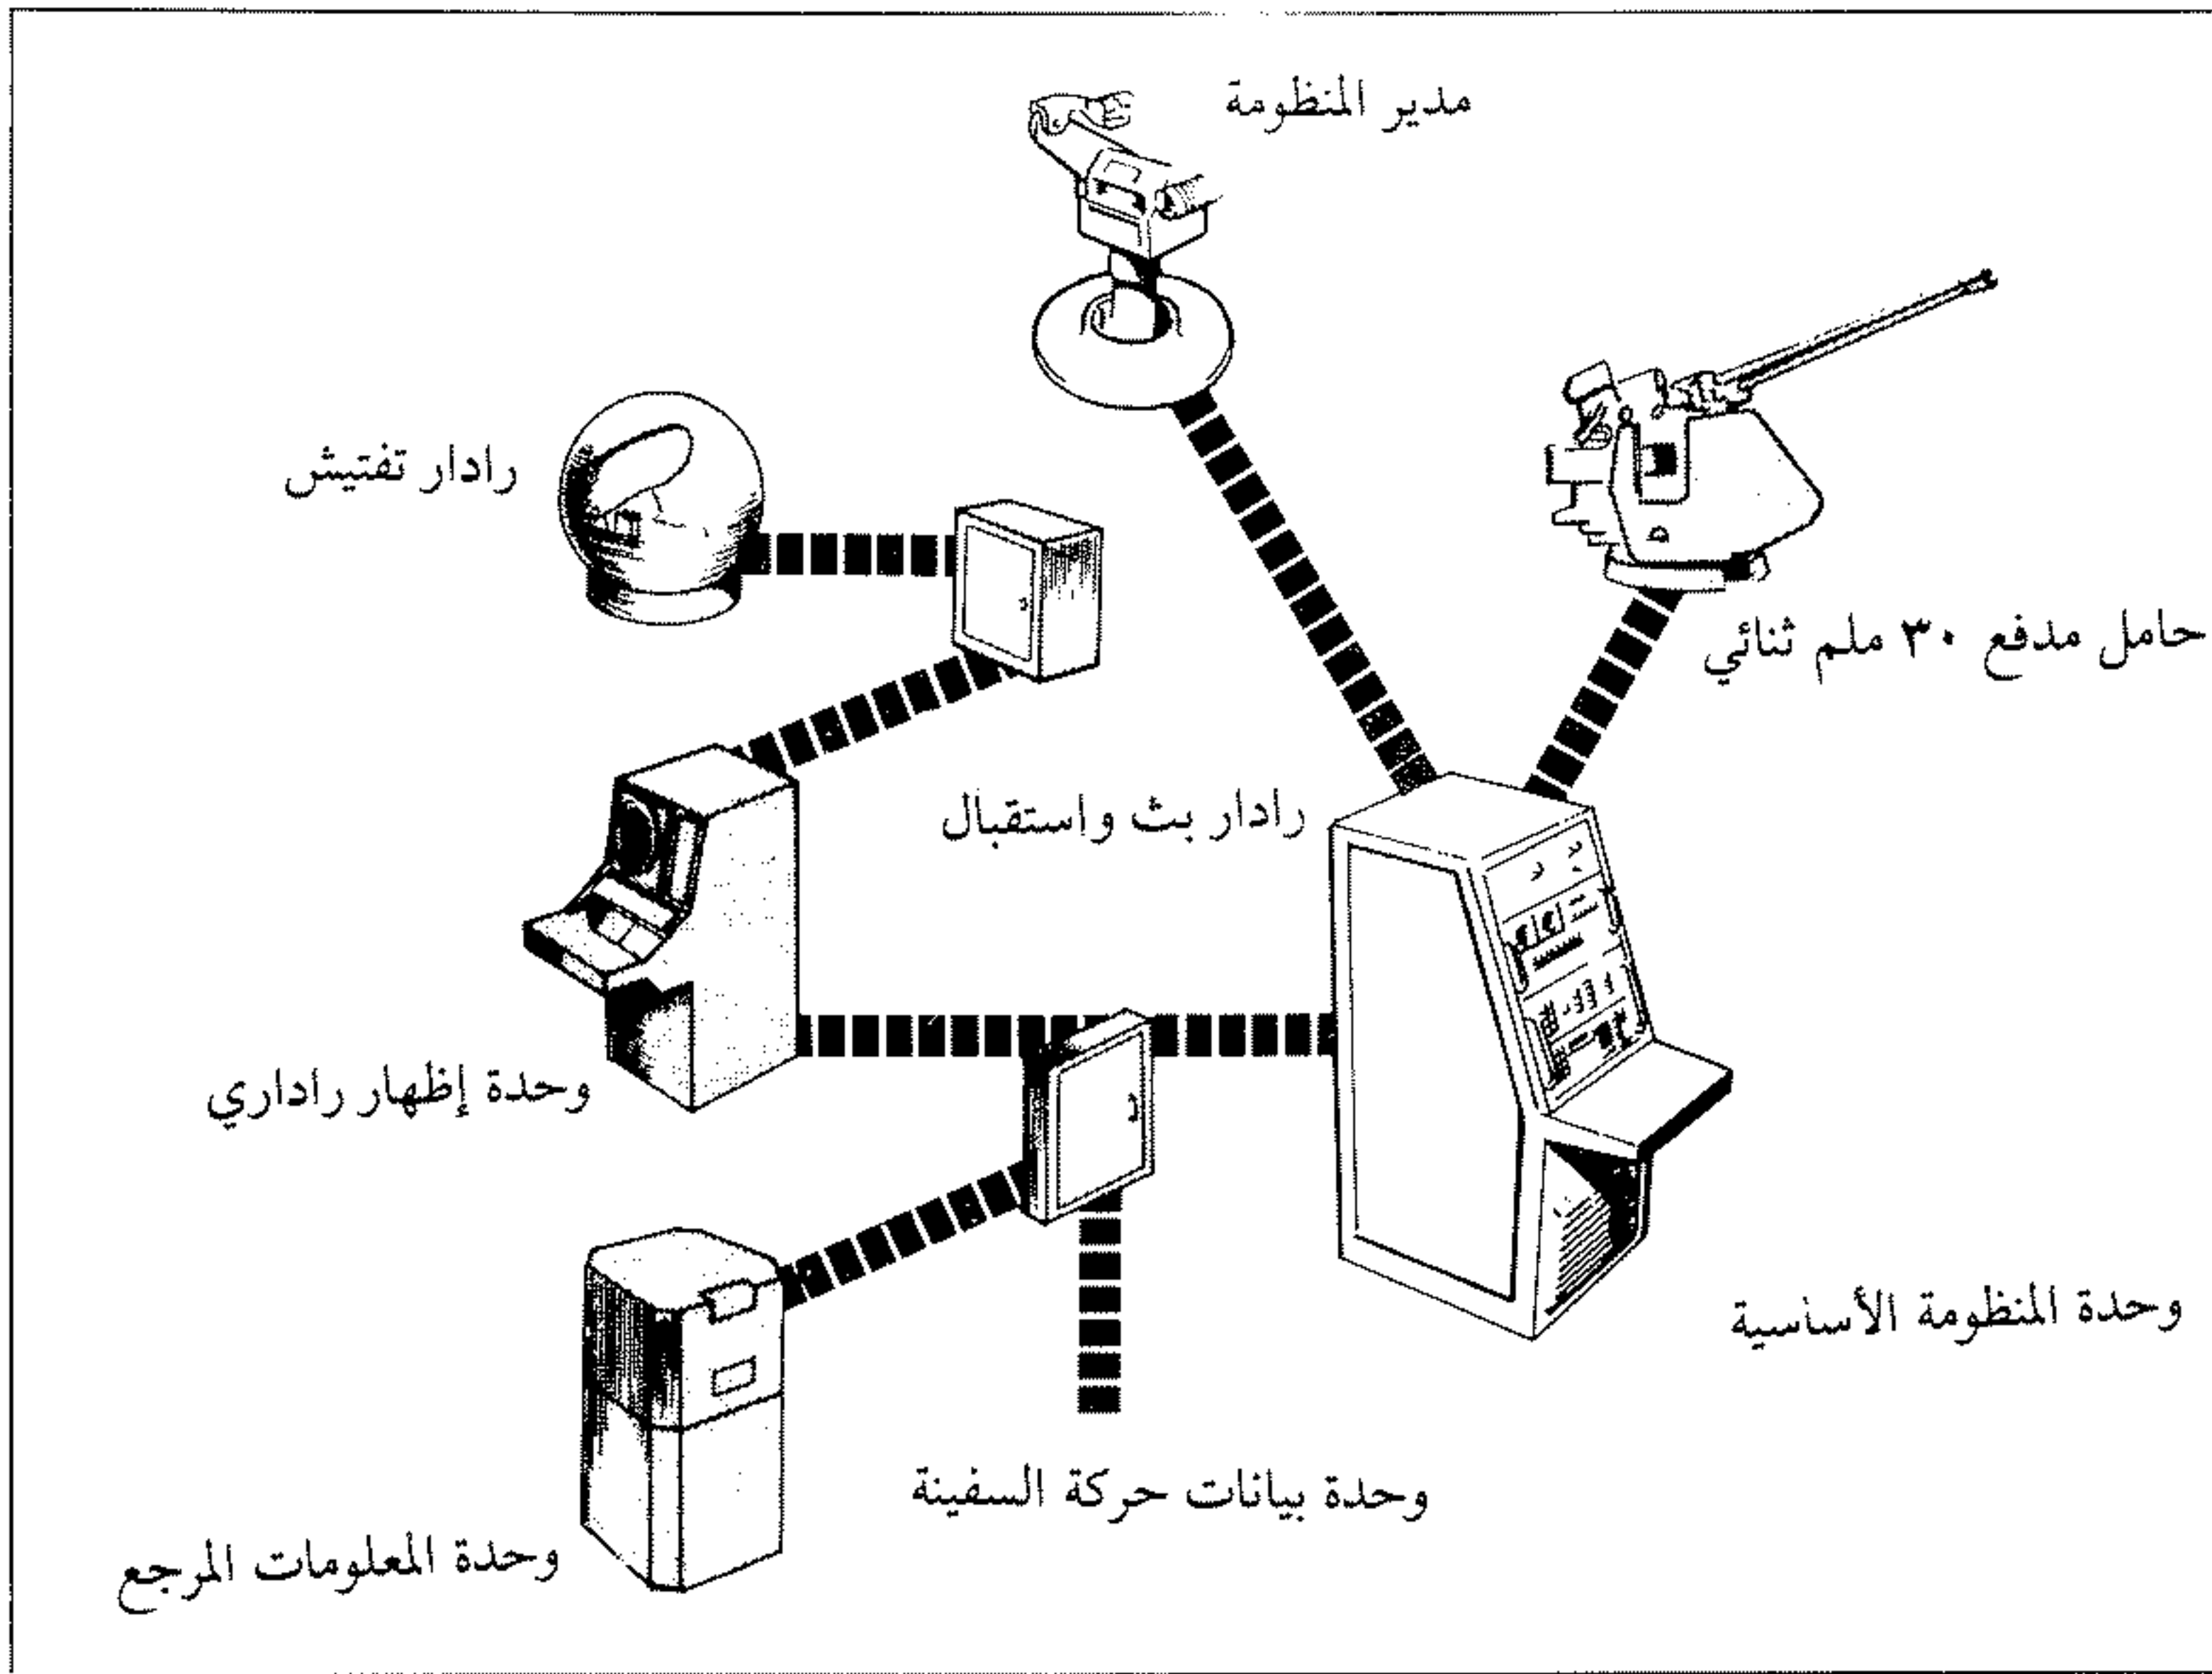 مدير المنظومة
رادار تفتيش
حامل مدفع ٣٠ ملم ثنائي
رادار بث واستقبال
وحدة إظهار راداري
وحدة المنظومة الأساسية
وحدة بيانات حركة السفينة
وحدة المعلومات المرجع